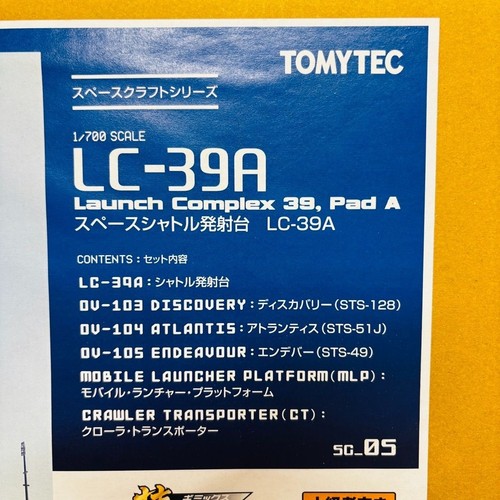 TOMYTEC
スペースクラフトシリーズ
1/700 SCALE
LC-39A
Launch Complex 39, Pad A
スペースシャトル発射台 LC-39A
CONTENTS：セット内容
LC-39A：シャトル発射台
OV-103 DISCOVERY：ディスカバリー(STS-128)
OV-104 ATLANTIS：アトランティス(STS-51J)
OV-105 ENDEAVOUR：エンデバー(STS-49)
MOBILE LAUNCHER PLATFORM(MLP)：
モバイル・ランチャー・プラットフォーム
CRAWLER TRANSPORTER(CT)：
クローラ・トランスポーター
SC_05
技
ギミックス